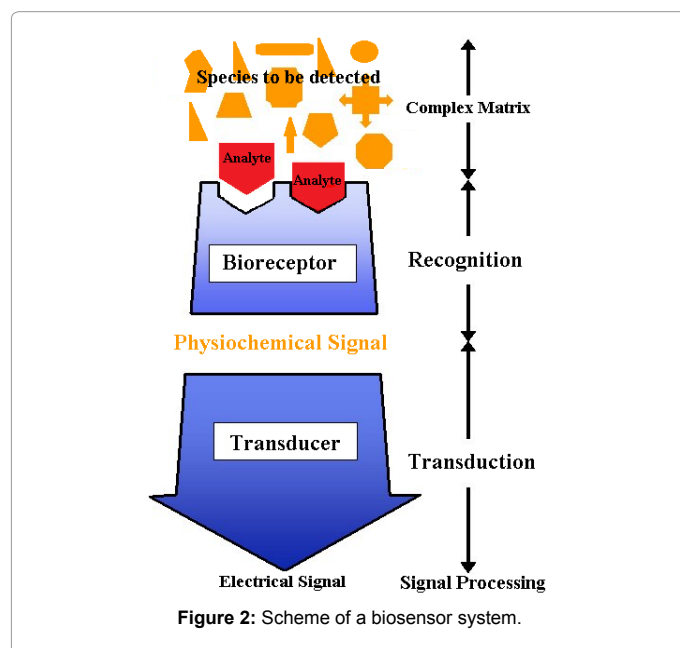 Species to be detected
Complex Matrix
Analyte
Analyte
Bioreceptor
Recognition
Physiochemical Signal
Transducer
Transduction
Electrical Signal
Signal Processing
Figure 2: Scheme of a biosensor system.